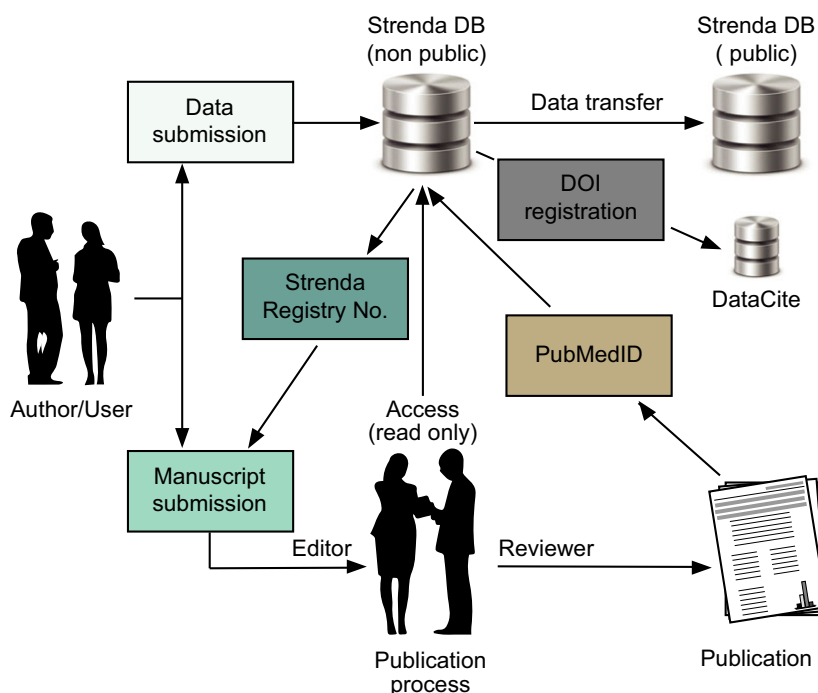 Strenda DB
(non public)
Strenda DB
( public)
Data
submission
Data transfer
DOI
registration
DataCite
Strenda
Registry No.
PubMedID
Author/User
Access
(read only)
Manuscript
submission
Editor
Reviewer
Publication
process
Publication